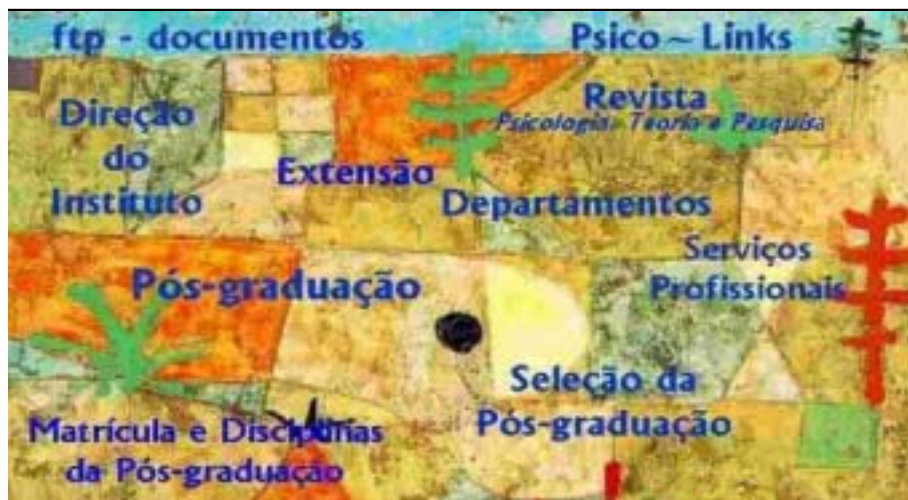 ftp - documentos
Psico ~ Links
Direção
do
Instituto
Revista
Psicologia: Teoria e Pesquisa
Extensão
Departamentos
Serviços
Profissionais
Pós-graduação
Seleção da
Pós-graduação
Matrícula e Disciplinas
da Pós-graduação